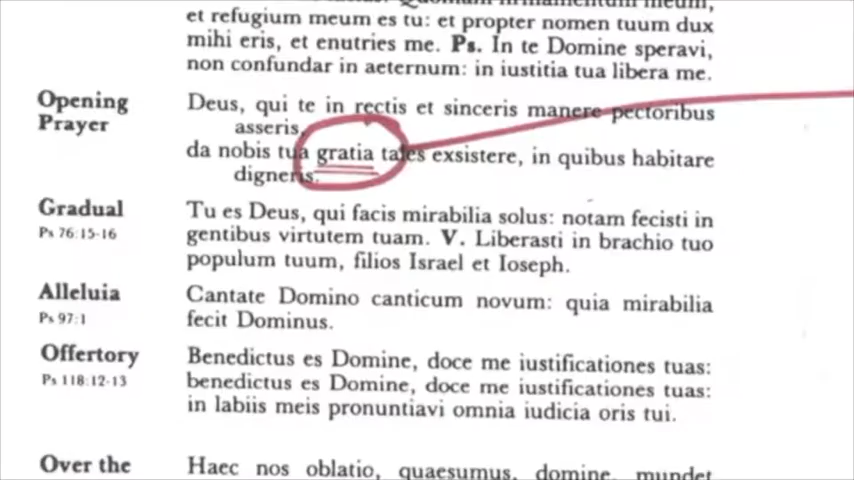 et refugium meum es tu: et propter nomen tuum dux
mihi eris, et enutries me. Ps. In te Domine speravi,
non confundar in aeternum: in iustitia tua libera me.
Opening
Prayer
Deus, qui te in rectis et sinceris manere pectoribus
asseris,
da nobis tua gratia tales exsistere, in quibus habitare
digneris.
Gradual
Ps 76:15-16
Tu es Deus, qui facis mirabilia solus: notam fecisti in
gentibus virtutem tuam. V. Liberasti in brachio tuo
populum tuum, filios Israel et Ioseph.
Alleluia
Ps 97:1
Cantate Domino canticum novum: quia mirabilia
fecit Dominus.
Offertory
Ps 118:12-13
Benedictus es Domine, doce me iustificationes tuas:
benedictus es Domine, doce me iustificationes tuas:
in labiis meis pronuntiavi omnia iudicia oris tui.
Over the
Haec nos oblatio, quaesumus, domine, mundet